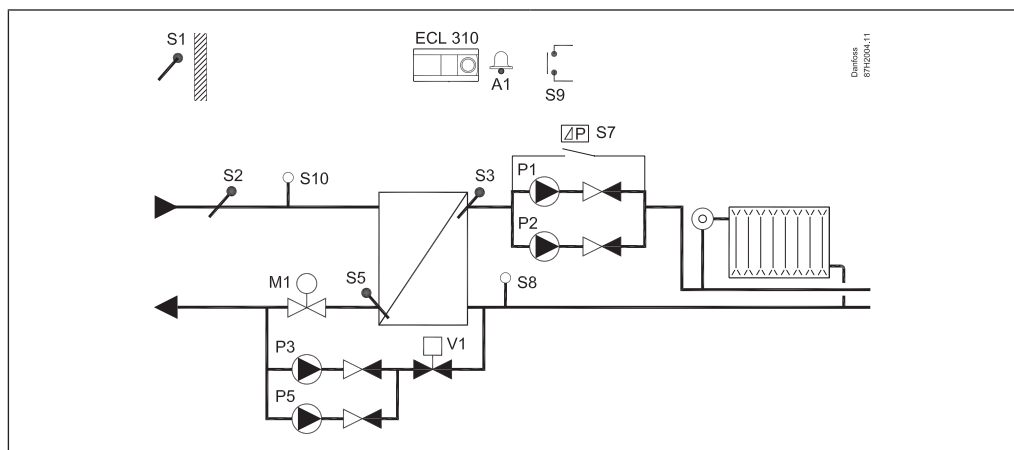 S1
ECL 310
A1
S9
Danfoss
87H2004.11
⊿P S7
S2
S10
S3
P1
P2
M1
S5
S8
P3
V1
P5